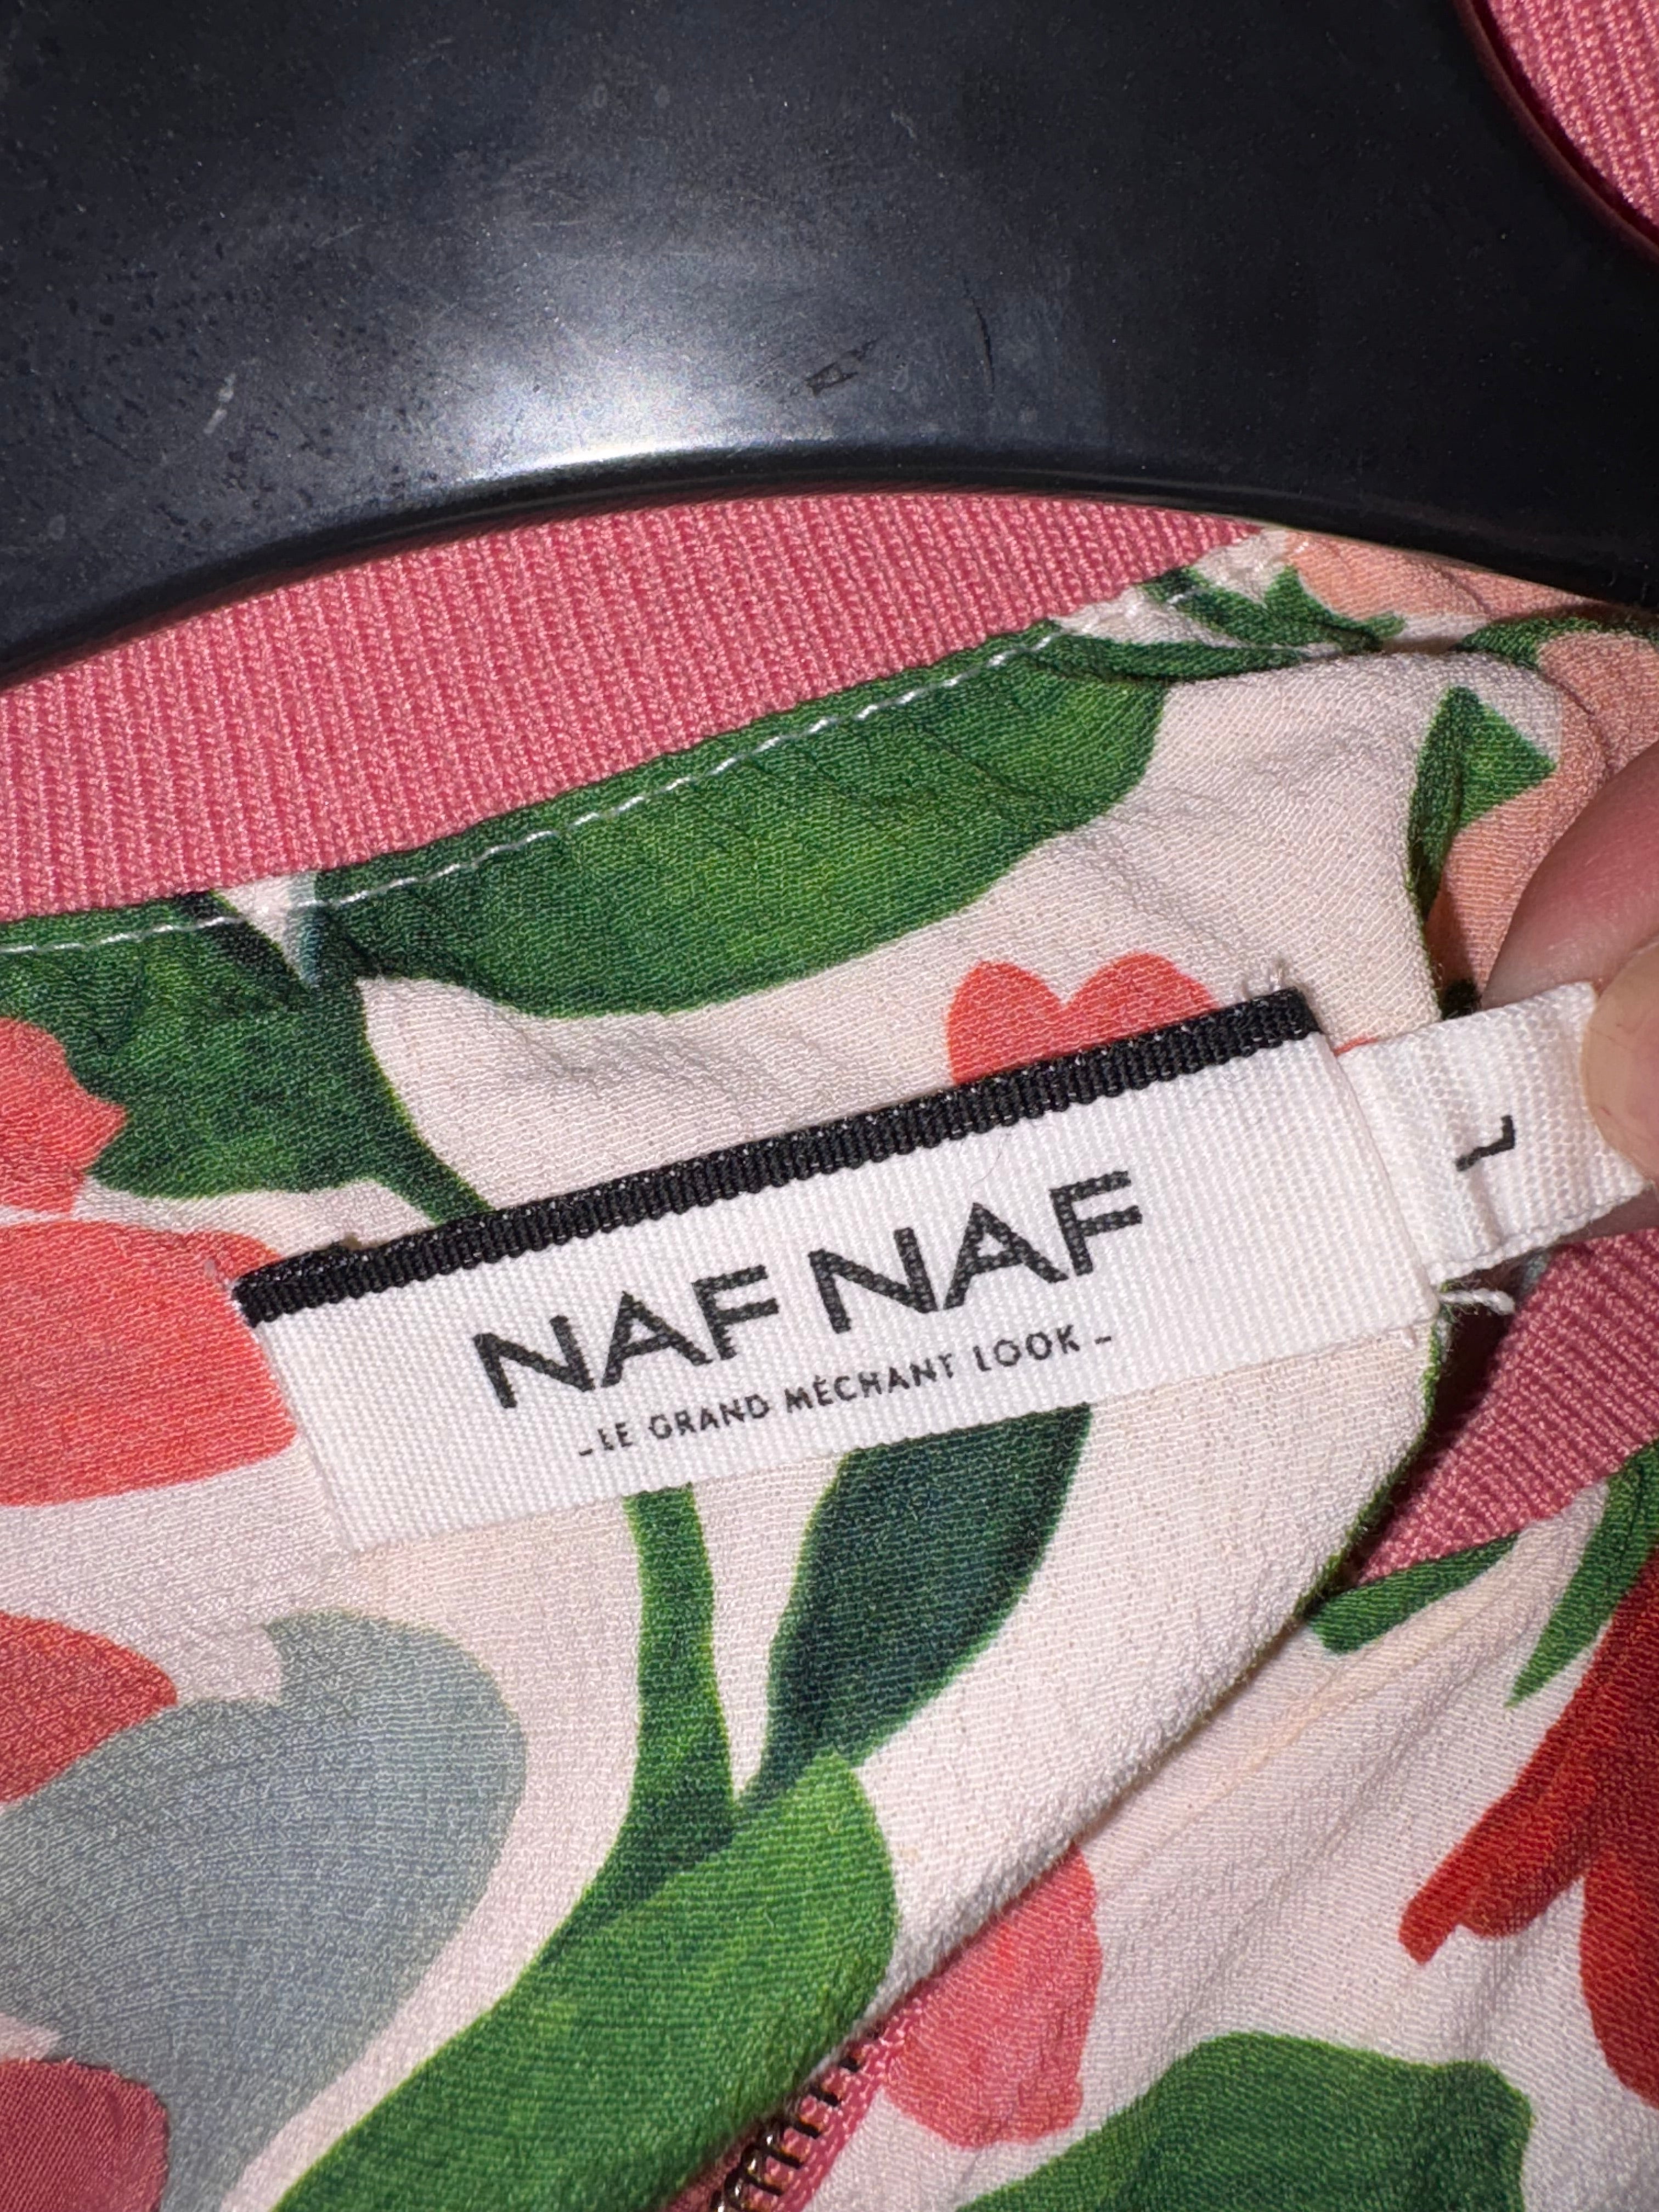 NAF NAF
- LE GRAND MÉCHANT LOOK -
L